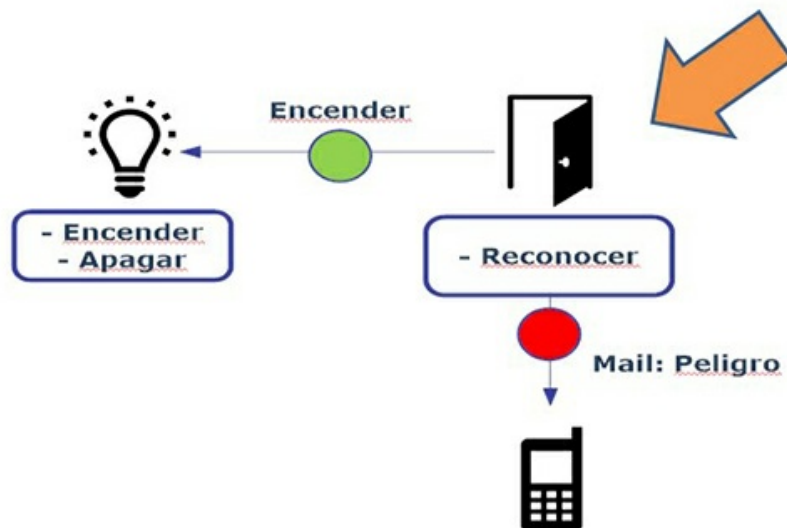 Encender
- Encender
- Apagar
- Reconocer
Mail: Peligro